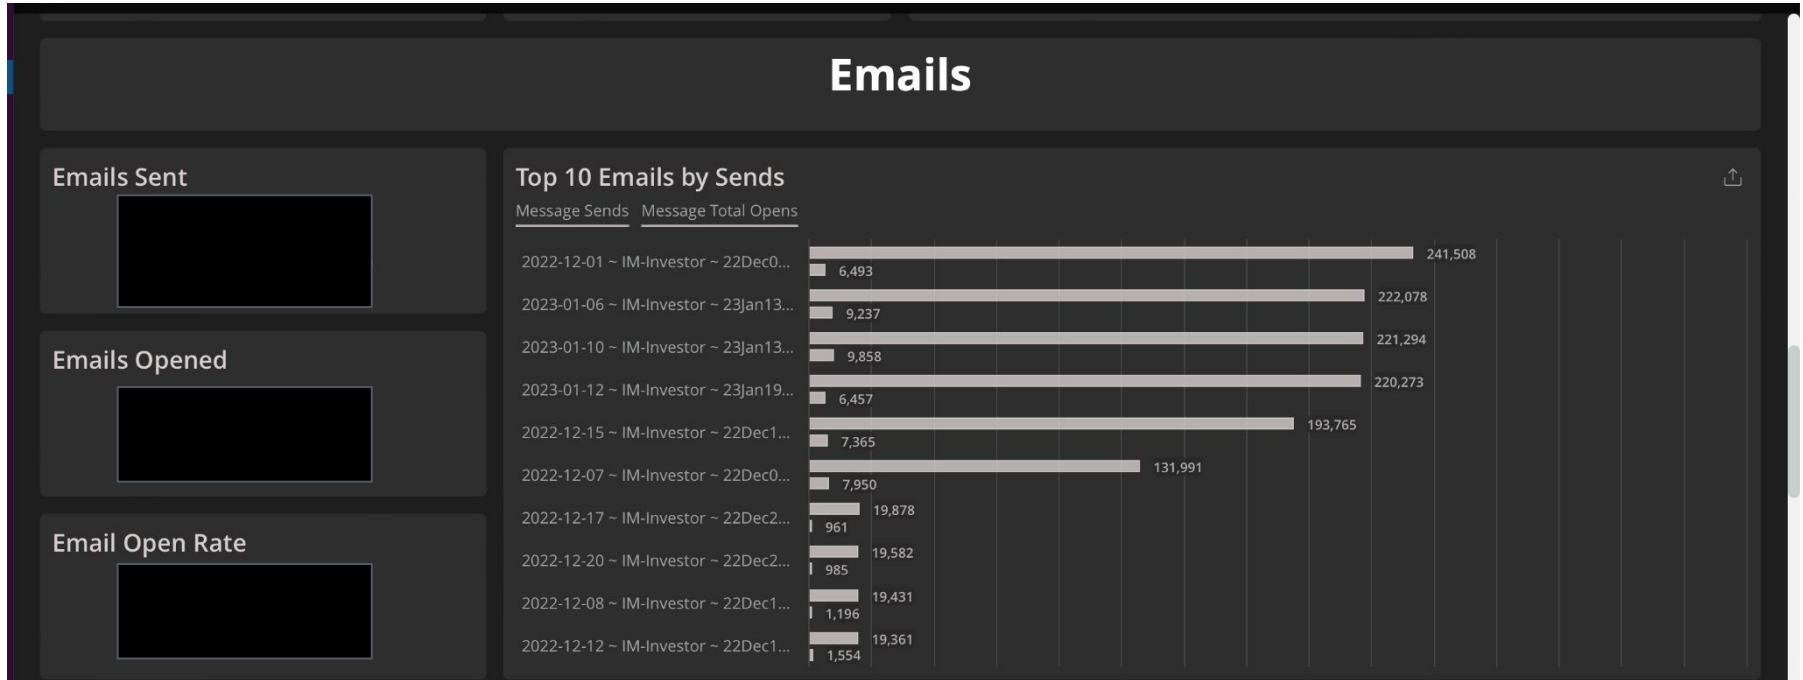 Emails
Emails Sent
Emails Opened
Email Open Rate
Top 10 Emails by Sends
Message Sends Message Total Opens
2022-12-01 ~ IM-Investor ~ 22Dec0... 241,508
6,493
2023-01-06 ~ IM-Investor ~ 23Jan13... 222,078
9,237
2023-01-10 ~ IM-Investor ~ 23Jan13... 221,294
9,858
2023-01-12 ~ IM-Investor ~ 23Jan19... 220,273
6,457
2022-12-15 ~ IM-Investor ~ 22Dec1... 193,765
7,365
2022-12-07 ~ IM-Investor ~ 22Dec0... 131,991
7,950
2022-12-17 ~ IM-Investor ~ 22Dec2... 19,878
961
2022-12-20 ~ IM-Investor ~ 22Dec2... 19,582
985
2022-12-08 ~ IM-Investor ~ 22Dec1... 19,431
1,196
2022-12-12 ~ IM-Investor ~ 22Dec1... 19,361
1,554